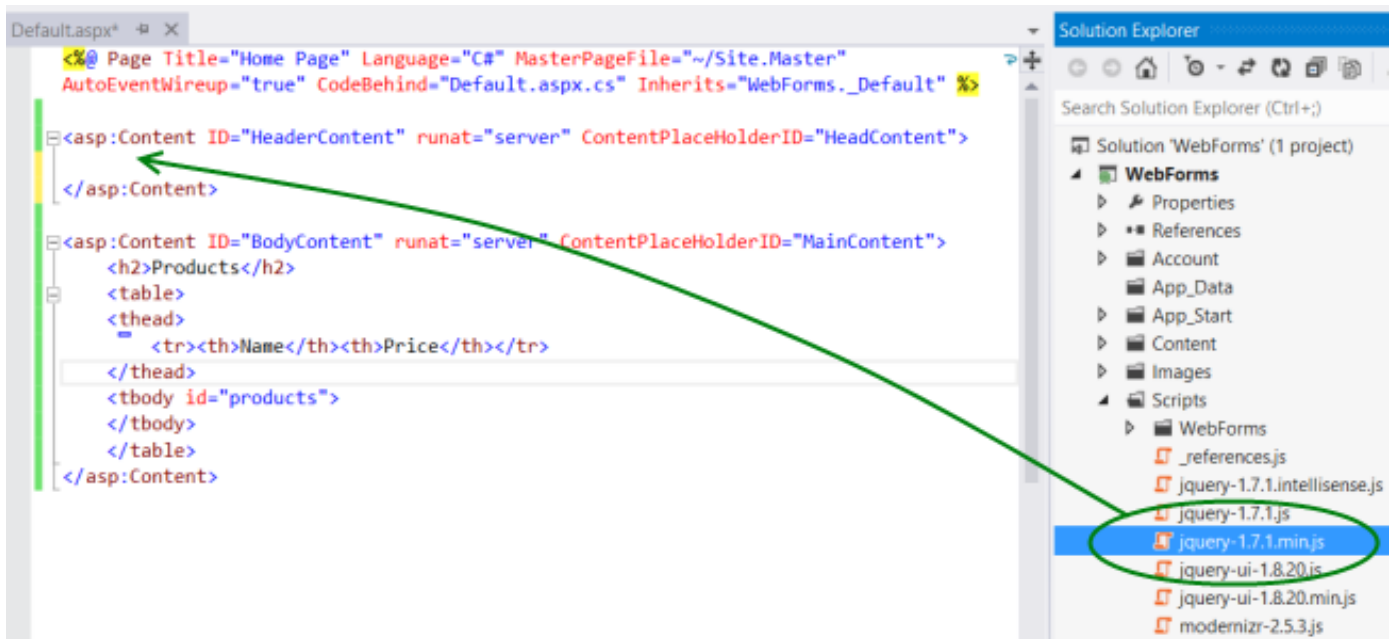 Default.aspx*
<%@ Page Title="Home Page" Language="C#" MasterPageFile="~/Site.Master"
AutoEventWireup="true" CodeBehind="Default.aspx.cs" Inherits="WebForms._Default" %>
<asp:Content ID="HeaderContent" runat="server" ContentPlaceHolderID="HeadContent">
</asp:Content>
<asp:Content ID="BodyContent" runat="server" ContentPlaceHolderID="MainContent">
<h2>Products</h2>
<table>
<thead>
<tr><th>Name</th><th>Price</th></tr>
</thead>
<tbody id="products">
</tbody>
</table>
</asp:Content>
Solution Explorer
Search Solution Explorer (Ctrl+;)
Solution 'WebForms' (1 project)
WebForms
Properties
References
Account
App_Data
App_Start
Content
Images
Scripts
WebForms
_references.js
jquery-1.7.1.intellisense.js
jquery-1.7.1.js
jquery-1.7.1.min.js
jquery-ui-1.8.20.js
jquery-ui-1.8.20.min.js
modernizr-2.5.3.js